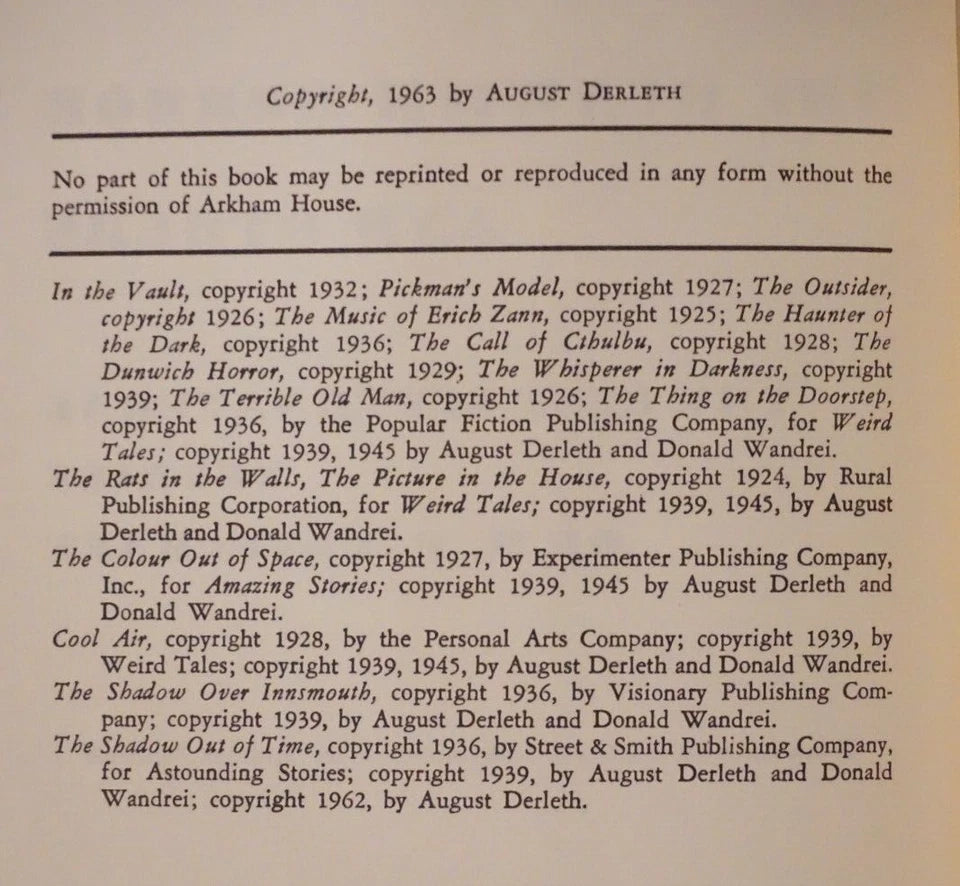 Copyright, 1963 by AUGUST DERLETH
No part of this book may be reprinted or reproduced in any form without the
permission of Arkham House.
In the Vault, copyright 1932; Pickman's Model, copyright 1927; The Outsider,
copyright 1926; The Music of Erich Zann, copyright 1925; The Haunter of
the Dark, copyright 1936; The Call of Cthulhu, copyright 1928; The
Dunwich Horror, copyright 1929; The Whisperer in Darkness, copyright
1939; The Terrible Old Man, copyright 1926; The Thing on the Doorstep,
copyright 1936, by the Popular Fiction Publishing Company, for Weird
Tales; copyright 1939, 1945 by August Derleth and Donald Wandrei.
The Rats in the Walls, The Picture in the House, copyright 1924, by Rural
Publishing Corporation, for Weird Tales; copyright 1939, 1945, by August
Derleth and Donald Wandrei.
The Colour Out of Space, copyright 1927, by Experimenter Publishing Company,
Inc., for Amazing Stories; copyright 1939, 1945 by August Derleth and
Donald Wandrei.
Cool Air, copyright 1928, by the Personal Arts Company; copyright 1939, by
Weird Tales; copyright 1939, 1945, by August Derleth and Donald Wandrei.
The Shadow Over Innsmouth, copyright 1936, by Visionary Publishing Com-
pany; copyright 1939, by August Derleth and Donald Wandrei.
The Shadow Out of Time, copyright 1936, by Street & Smith Publishing Company,
for Astounding Stories; copyright 1939, by August Derleth and Donald
Wandrei; copyright 1962, by August Derleth.